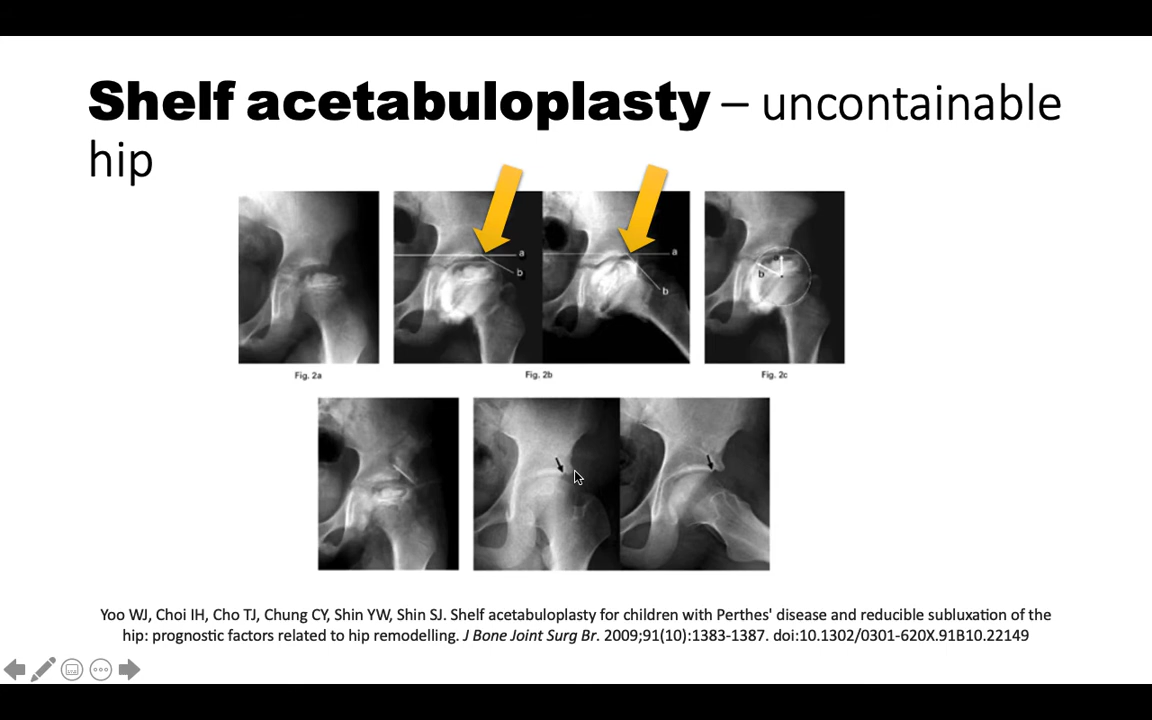 Shelf acetabuloplasty – uncontainable
hip
a
b
a
b
b
Fig. 2a
Fig. 2b
Fig. 2c
Yoo WJ, Choi IH, Cho TJ, Chung CY, Shin YW, Shin SJ. Shelf acetabuloplasty for children with Perthes' disease and reducible subluxation of the
hip: prognostic factors related to hip remodelling. J Bone Joint Surg Br. 2009;91(10):1383-1387. doi:10.1302/0301-620X.91B10.22149